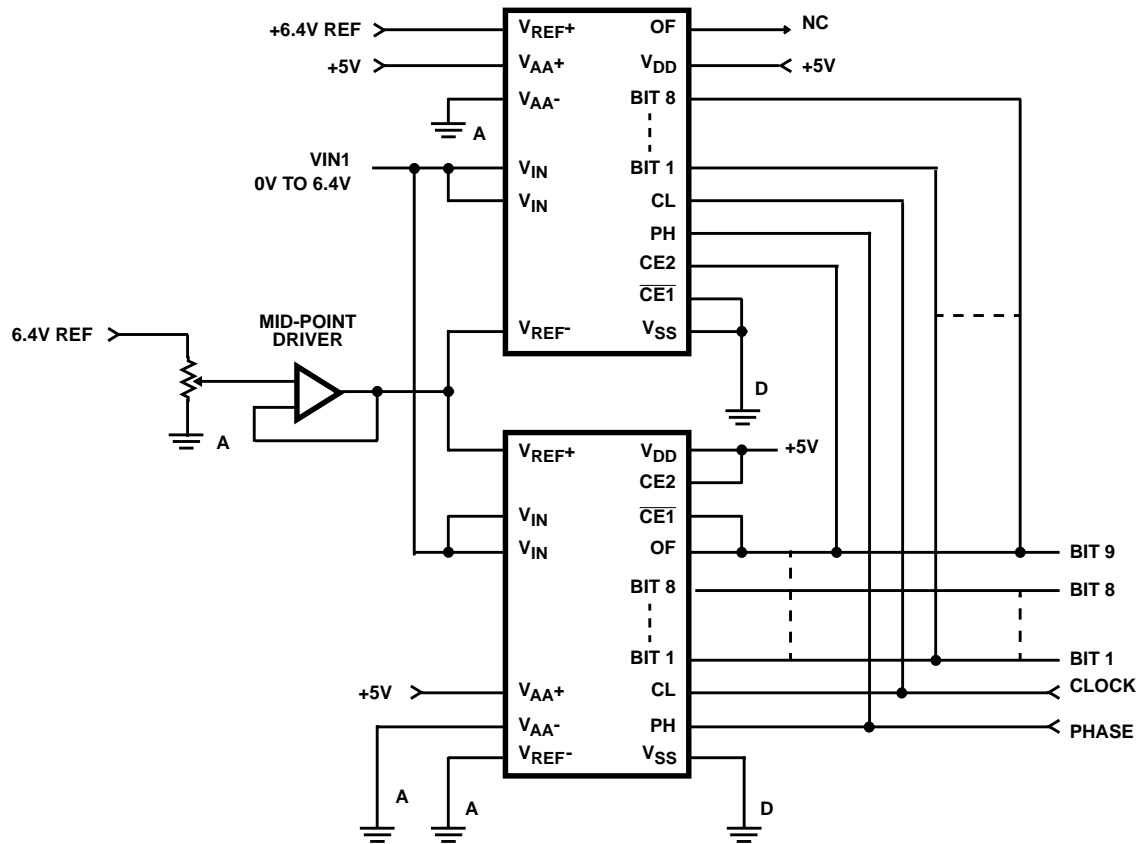 +6.4V REF
+5V
A
VIN1
0V TO 6.4V
VREF+
VAA+
VAA-
VIN
VIN
VREF-
OF
VDD
BIT 8
BIT 1
CL
PH
CE2
CE1
VSS
NC
+5V
D
6.4V REF
MID-POINT
DRIVER
A
VREF+
VIN
VIN
VAA+
VAA-
VREF-
VDD
CE2
CE1
OF
BIT 8
BIT 1
CL
PH
VSS
+5V
+5V
A
A
D
BIT 9
BIT 8
BIT 1
CLOCK
PHASE